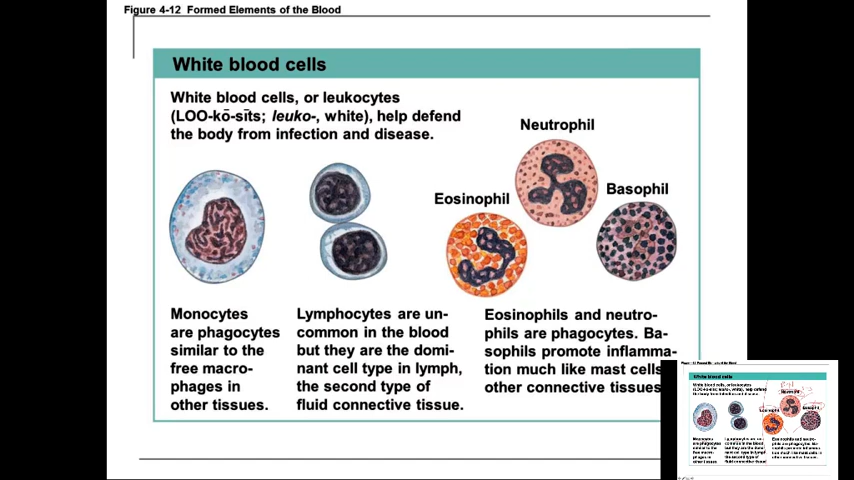 Figure 4-12 Formed Elements of the Blood
White blood cells
White blood cells, or leukocytes
(LOO-kō-sīts; leuko-, white), help defend
the body from infection and disease.
Neutrophil
Eosinophil
Basophil
Monocytes
are phagocytes
similar to the
free macro-
phages in
other tissues.
Lymphocytes are un-
common in the blood
but they are the domi-
nant cell type in lymph,
the second type of
fluid connective tissue.
Eosinophils and neutro-
phils are phagocytes. Ba-
sophils promote inflamma-
tion much like mast cells
other connective tissues
White blood cells